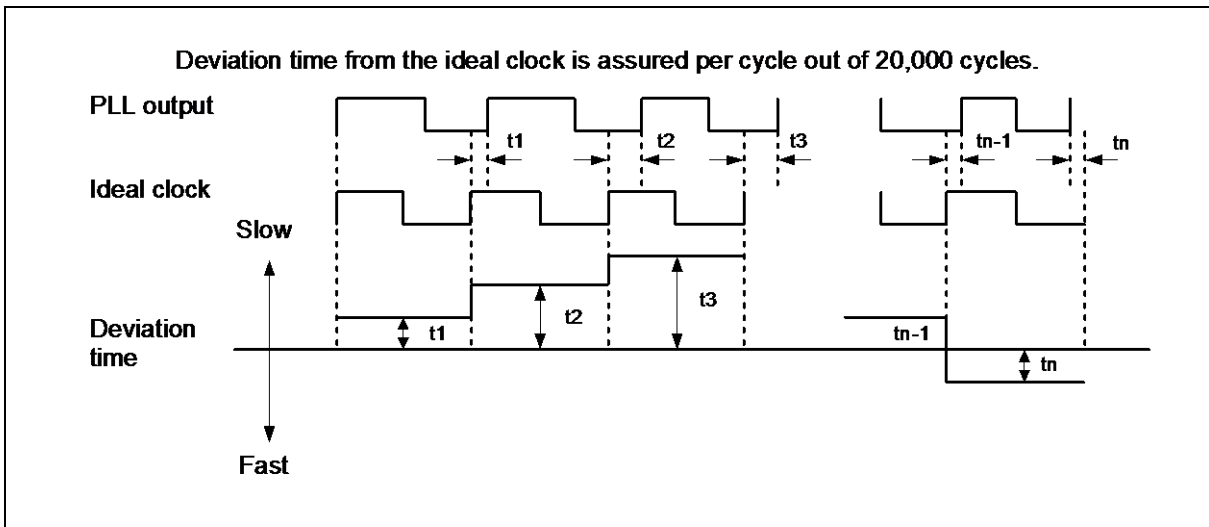 Deviation time from the ideal clock is assured per cycle out of 20,000 cycles.
PLL output
t1
t2
t3
tn-1
tn
Ideal clock
Slow
Deviation
time
t1
t2
t3
tn-1
tn
Fast